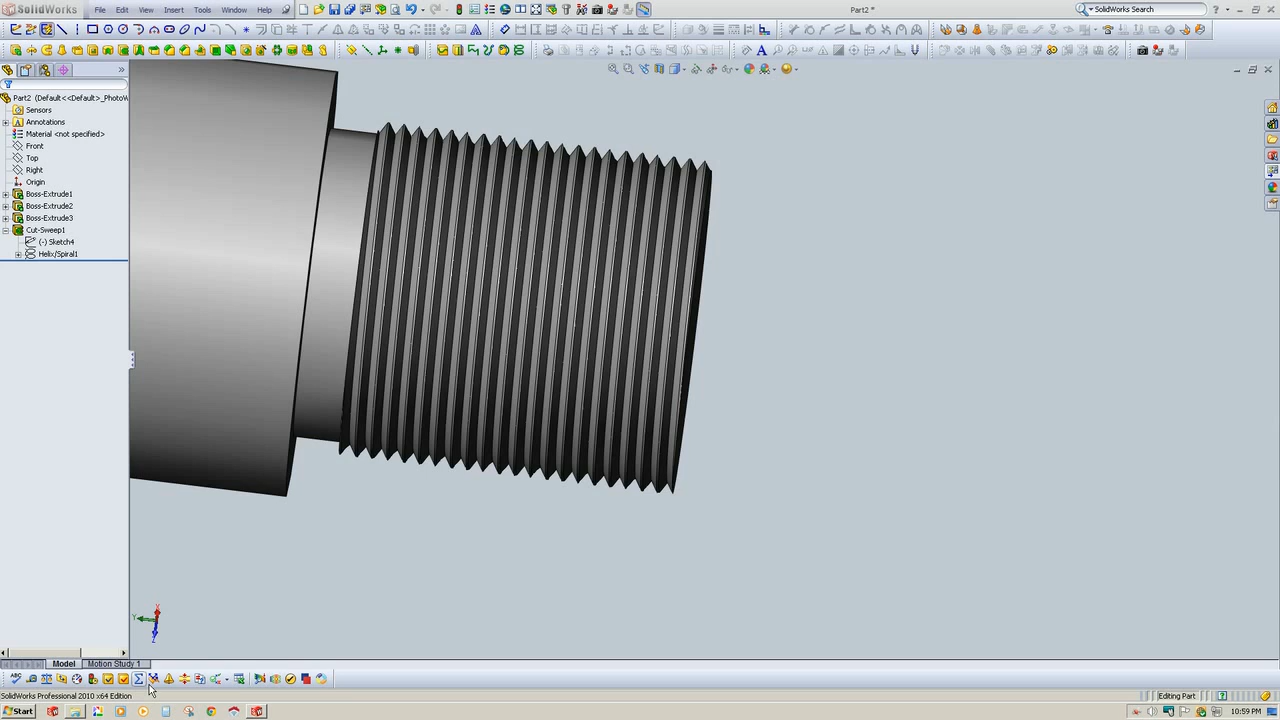 SolidWorks
File
Edit
View
Insert
Tools
Window
Help
Part2 *
SolidWorks Search
?
A
Part2 (Default<<Default>_PhotoW
Sensors
Annotations
Material <not specified>
Front
Top
Right
Origin
Boss-Extrude1
Boss-Extrude2
Boss-Extrude3
Cut-Sweep1
(-) Sketch4
Helix/Spiral1
X
Y
Z
Model
Motion Study 1
ABC
SolidWorks Professional 2010 x64 Edition
Editing Part
Start
10:59 PM